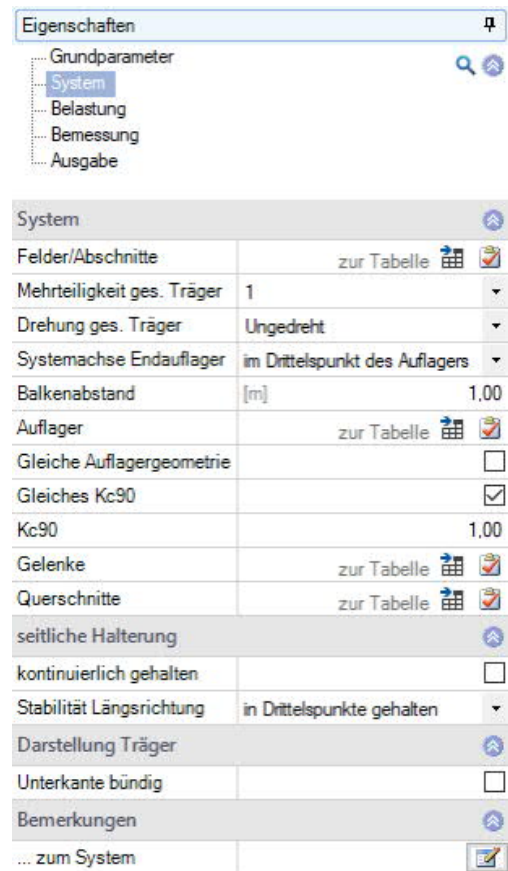 Eigenschaften
Grundparameter
System
Belastung
Bemessung
Ausgabe
System
Felder/Abschnitte zur Tabelle
Mehrteiligkeit ges. Träger 1
Drehung ges. Träger Ungedreht
Systemachse Endauflager im Drittelspunkt des Auflagers
Balkenabstand [m] 1,00
Auflager zur Tabelle
Gleiche Auflagergeometrie
Gleiches Kc90
Kc90 1,00
Gelenke zur Tabelle
Querschnitte zur Tabelle
seitliche Halterung
kontinuierlich gehalten
Stabilität Längsrichtung in Drittelspunkte gehalten
Darstellung Träger
Unterkante bündig
Bemerkungen
... zum System